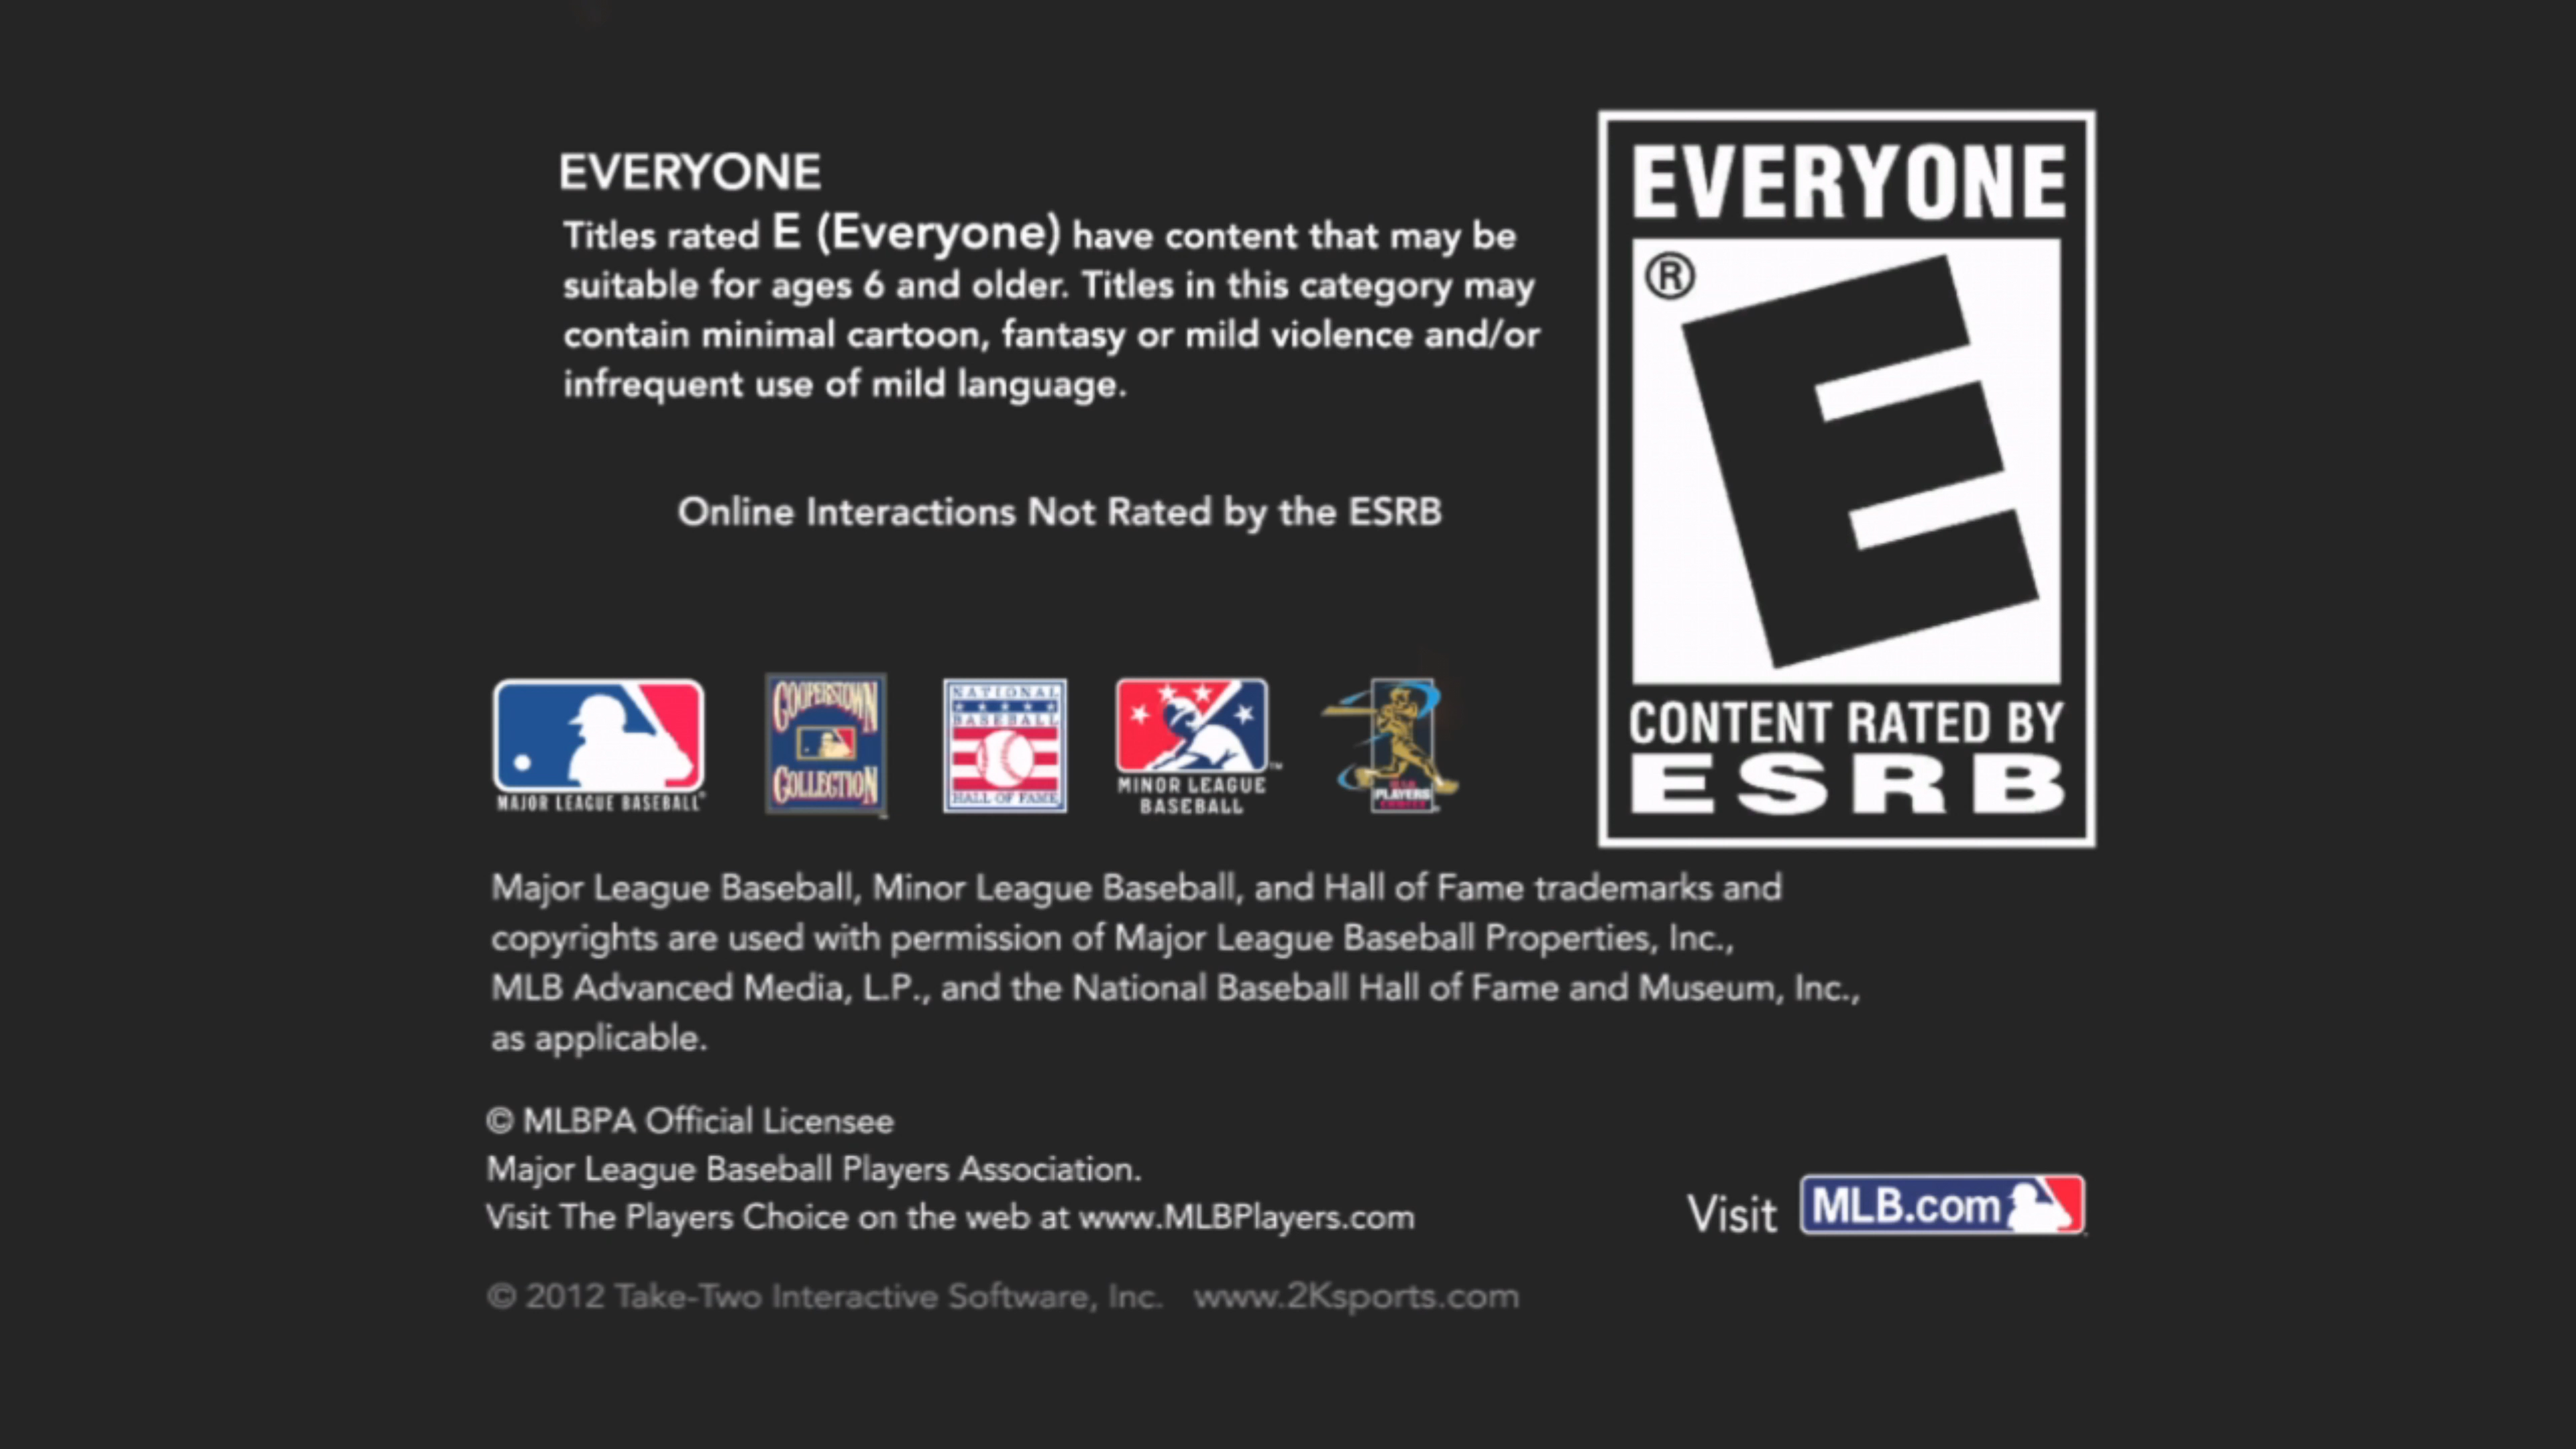 EVERYONE
Titles rated E (Everyone) have content that may be
suitable for ages 6 and older. Titles in this category may
contain minimal cartoon, fantasy or mild violence and/or
infrequent use of mild language.
Online Interactions Not Rated by the ESRB
EVERYONE
®
E
CONTENT RATED BY
ESRB
MAJOR LEAGUE BASEBALL
COOPERSTOWN
COLLECTION
NATIONAL
BASEBALL
HALL OF FAME
MINOR LEAGUE
BASEBALL
™
PLAYERS
CHOICE
Major League Baseball, Minor League Baseball, and Hall of Fame trademarks and
copyrights are used with permission of Major League Baseball Properties, Inc.,
MLB Advanced Media, L.P., and the National Baseball Hall of Fame and Museum, Inc.,
as applicable.
© MLBPA Official Licensee
Major League Baseball Players Association.
Visit The Players Choice on the web at www.MLBPlayers.com
Visit MLB.com
© 2012 Take-Two Interactive Software, Inc. www.2Ksports.com